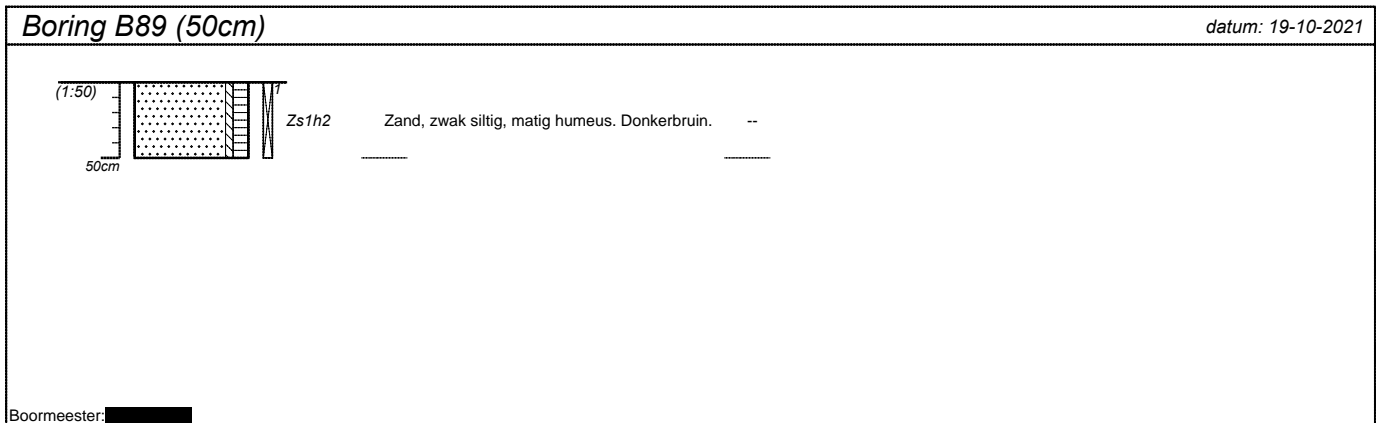 Boring B89 (50cm)
datum: 19-10-2021
(1:50)
1
Zs1h2 Zand, zwak siltig, matig humeus. Donkerbruin. --
50cm
Boormeester: